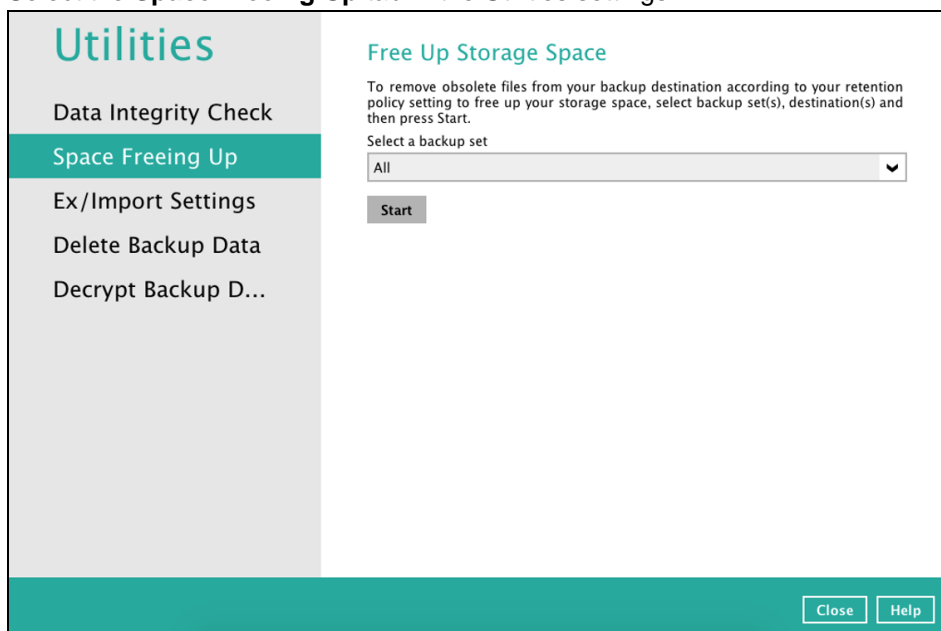 Utilities
Data Integrity Check
Space Freeing Up
Ex/Import Settings
Delete Backup Data
Decrypt Backup D...
Free Up Storage Space
To remove obsolete files from your backup destination according to your retention
policy setting to free up your storage space, select backup set(s), destination(s) and
then press Start.
Select a backup set
All
Start
Close
Help